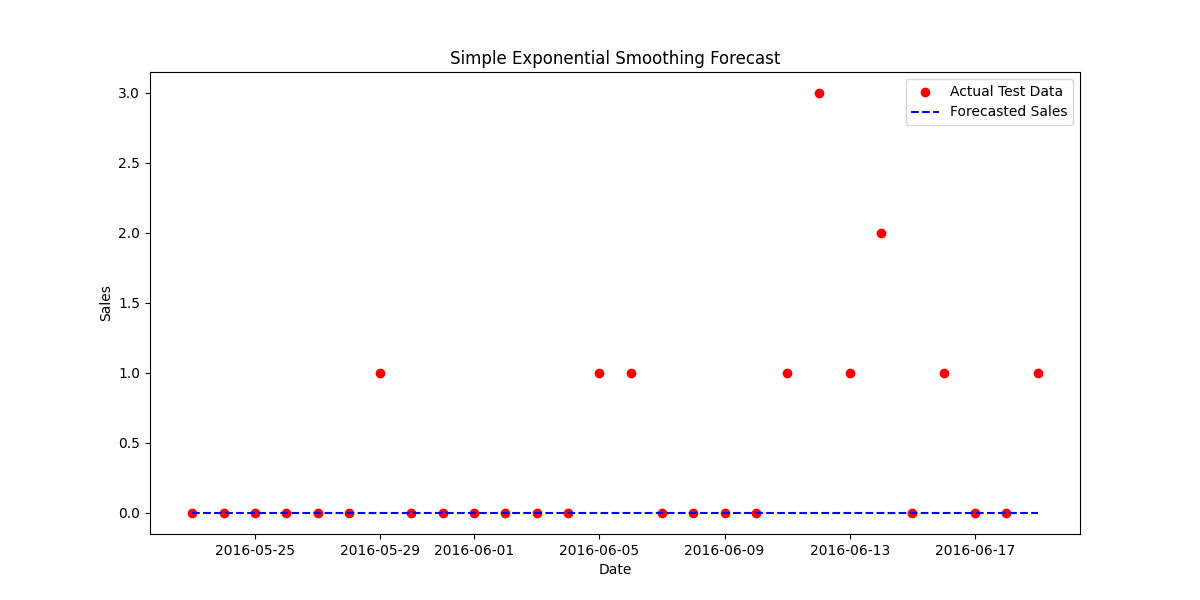 Simple Exponential Smoothing Forecast
Actual Test Data
Forecasted Sales
3.0
2.5
2.0
1.5
1.0
0.5
0.0
Sales
2016-05-25 2016-05-29 2016-06-01 2016-06-05 2016-06-09 2016-06-13 2016-06-17
Date